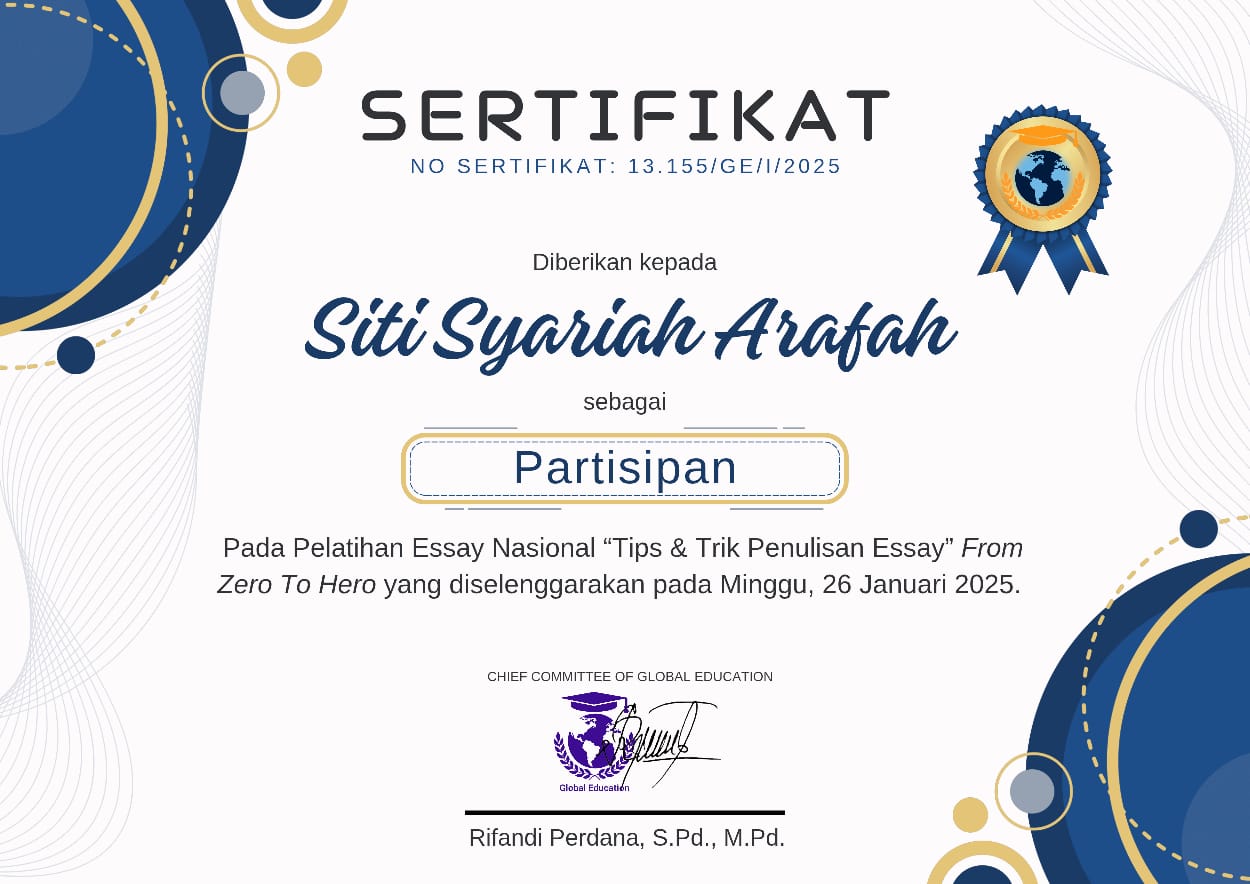 SERTIFIKAT
NO SERTIFIKAT: 13.155/GE/I/2025
Diberikan kepada
Siti Syariah Arafah
sebagai
Partisipan
Pada Pelatihan Essay Nasional “Tips & Trik Penulisan Essay” From
Zero To Hero yang diselenggarakan pada Minggu, 26 Januari 2025.
CHIEF COMMITTEE OF GLOBAL EDUCATION
Global Education
Rifandi Perdana, S.Pd., M.Pd.